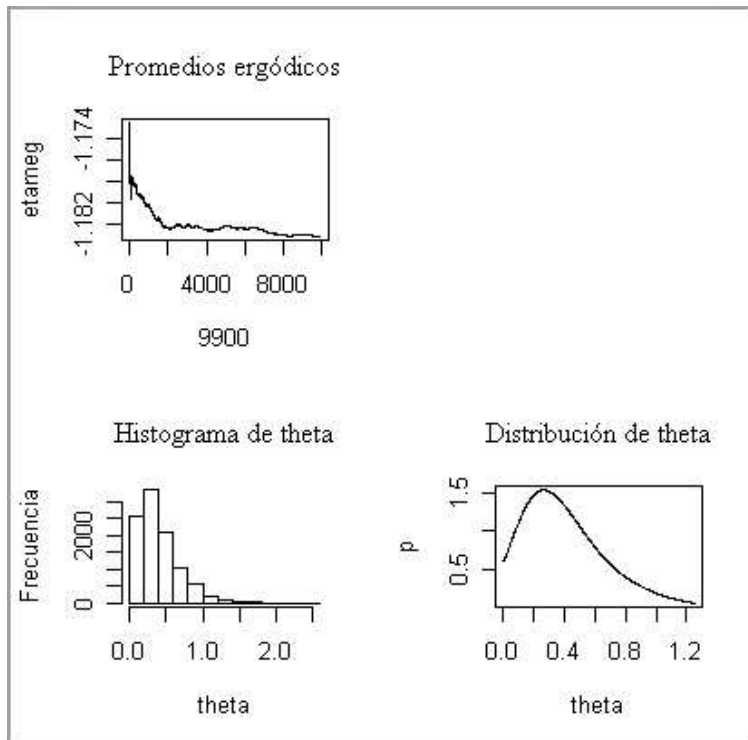 Promedios ergódicos
etameg
-1.182 -1.174
0 4000 8000
9900
Histograma de theta
Frecuencia
0 2000
0.0 1.0 2.0
theta
Distribución de theta
p
0.5 1.5
0.0 0.4 0.8 1.2
theta